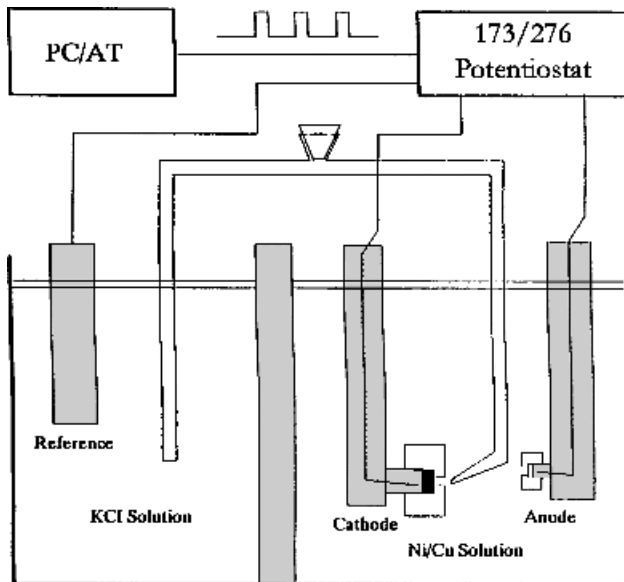 PC/AT
173/276
Potentiostat
Reference
KCl Solution
Cathode
Anode
Ni/Cu Solution